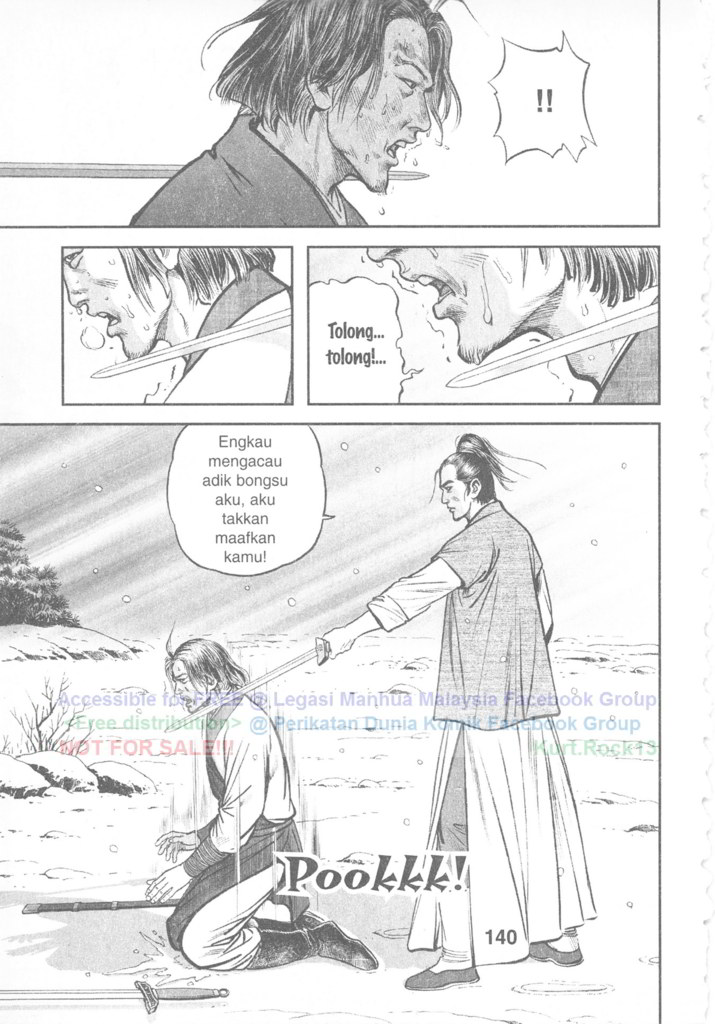 !!
Tolong...
tolong!...
Engkau
mengacau
adik bongsu
aku, aku
takkan
maafkan
kamu!
Accessible for FREE @ Legasi Manhua Malaysia Facebook Group
<Free distribution> @ Perikatan Dunia Komik Facebook Group
NOT FOR SALE!!! Kurt.Rock13
Pookkk!
140